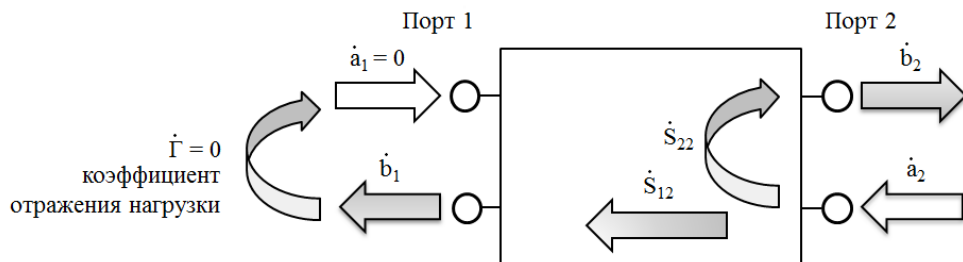 Порт 1
Порт 2
ȧ₁ = 0
ḃ₂
Γ̇ = 0
коэффициент
отражения нагрузки
ḃ₁
Ṡ₂₂
Ṡ₁₂
ȧ₂